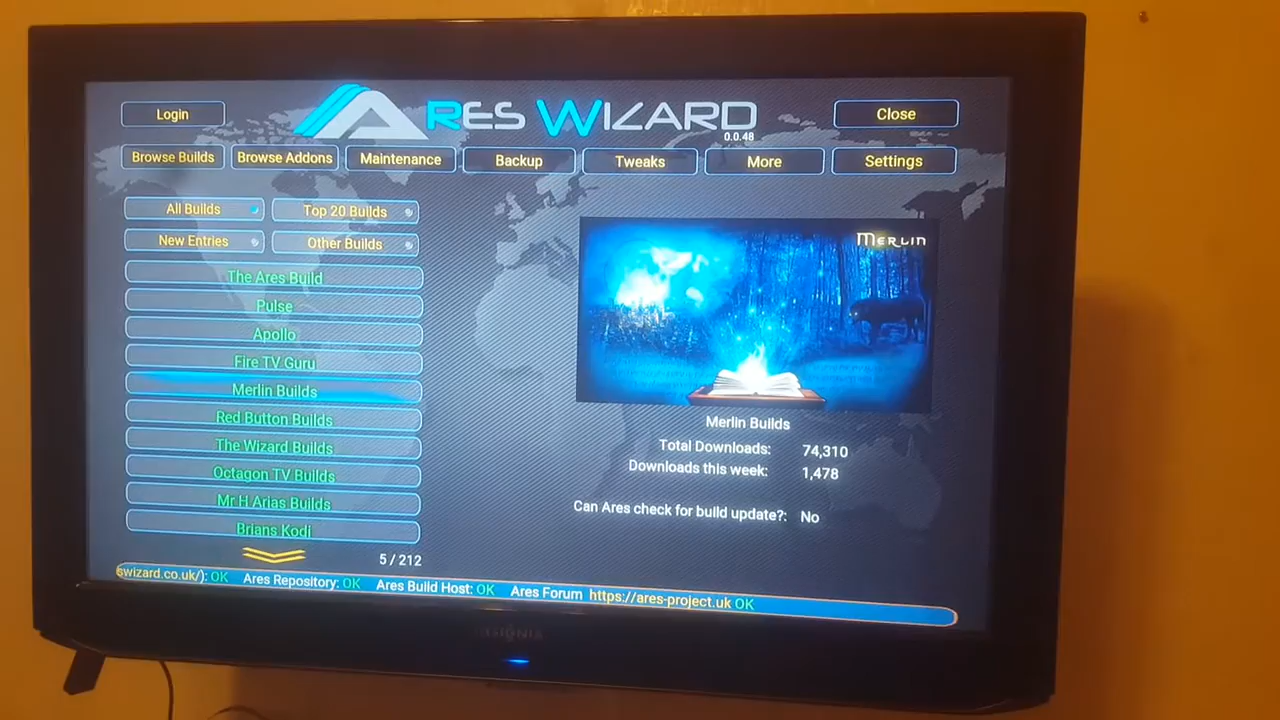 Login
ARES WIZARD
0.0.48
Close
Browse Builds
Browse Addons
Maintenance
Backup
Tweaks
More
Settings
All Builds
Top 20 Builds
New Entries
Other Builds
The Ares Build
Pulse
Apollo
Fire TV Guru
Merlin Builds
Red Button Builds
The Wizard Builds
Octagon TV Builds
Mr H Arias Builds
Brians Kodi
5 / 212
MERLIN
Merlin Builds
Total Downloads: 74,310
Downloads this week: 1,478
Can Ares check for build update?: No
swizard.co.uk/): OK Ares Repository: OK Ares Build Host: OK Ares Forum https://ares-project.uk OK
INSIGNIA